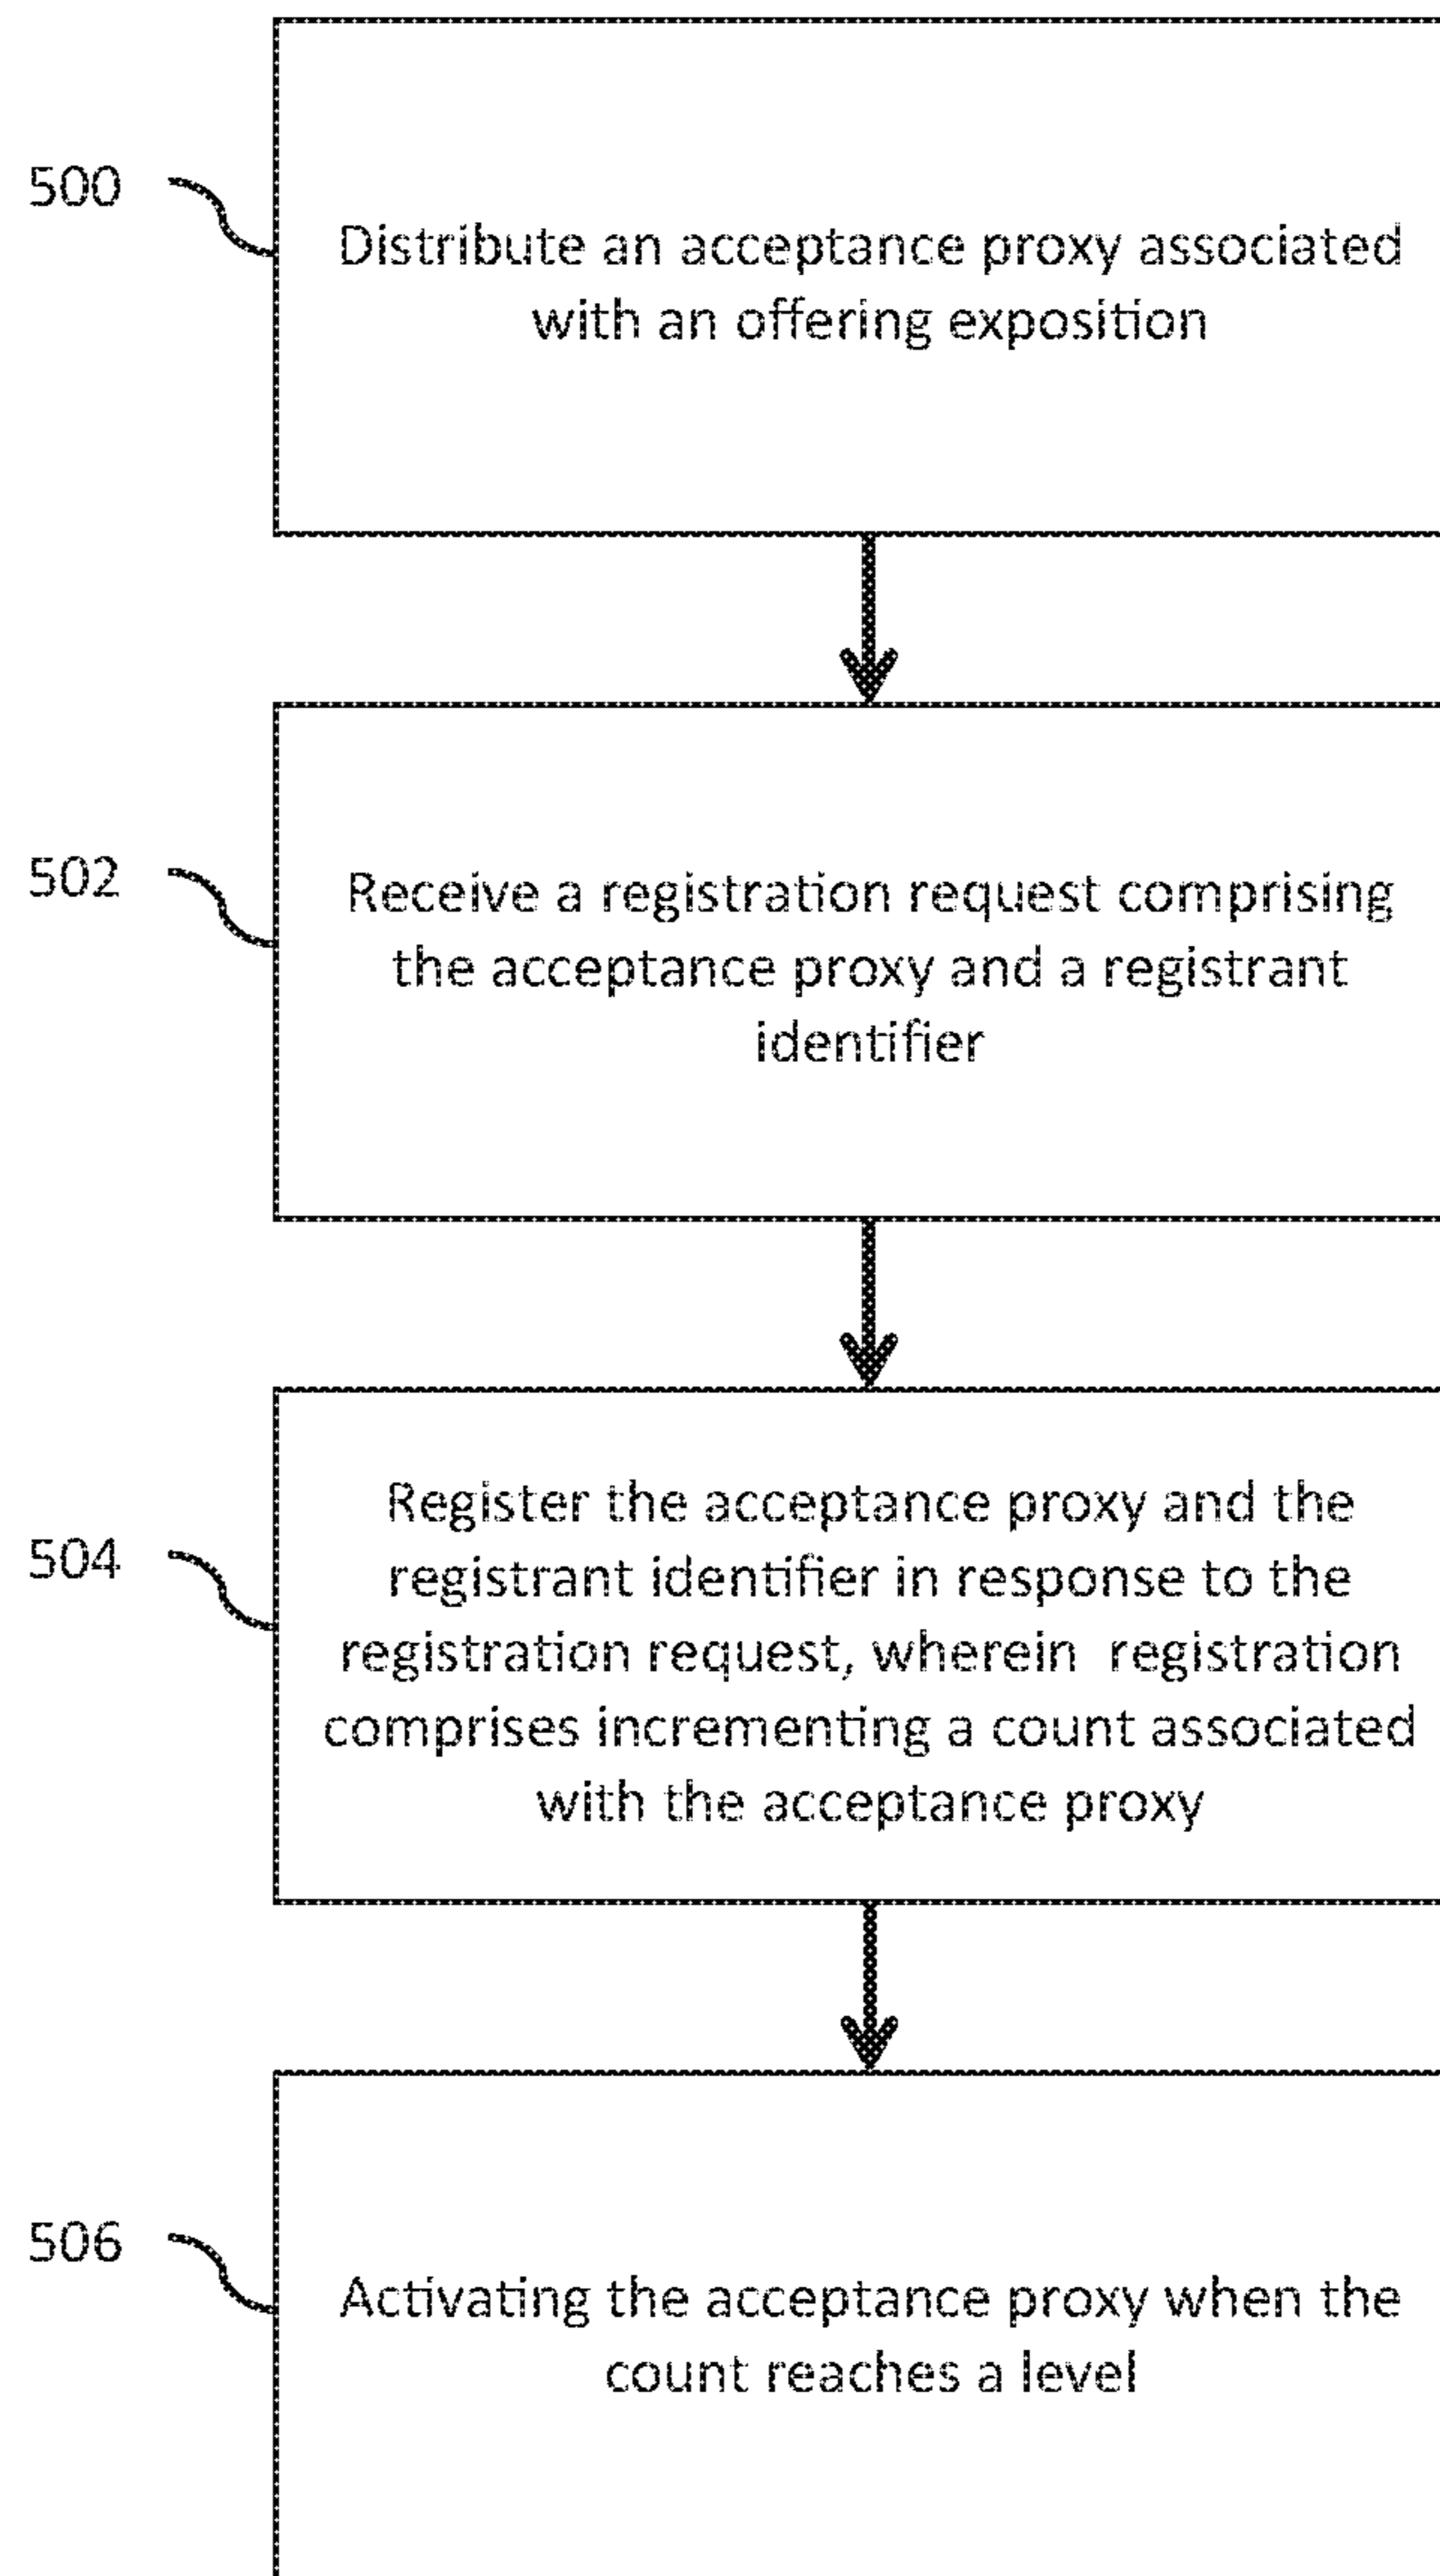 500
Distribute an acceptance proxy associated
with an offering exposition
502
Receive a registration request comprising
the acceptance proxy and a registrant
identifier
504
Register the acceptance proxy and the
registrant identifier in response to the
registration request, wherein  registration
comprises incrementing a count associated
with the acceptance proxy
506
Activating the acceptance proxy when the
count reaches a level